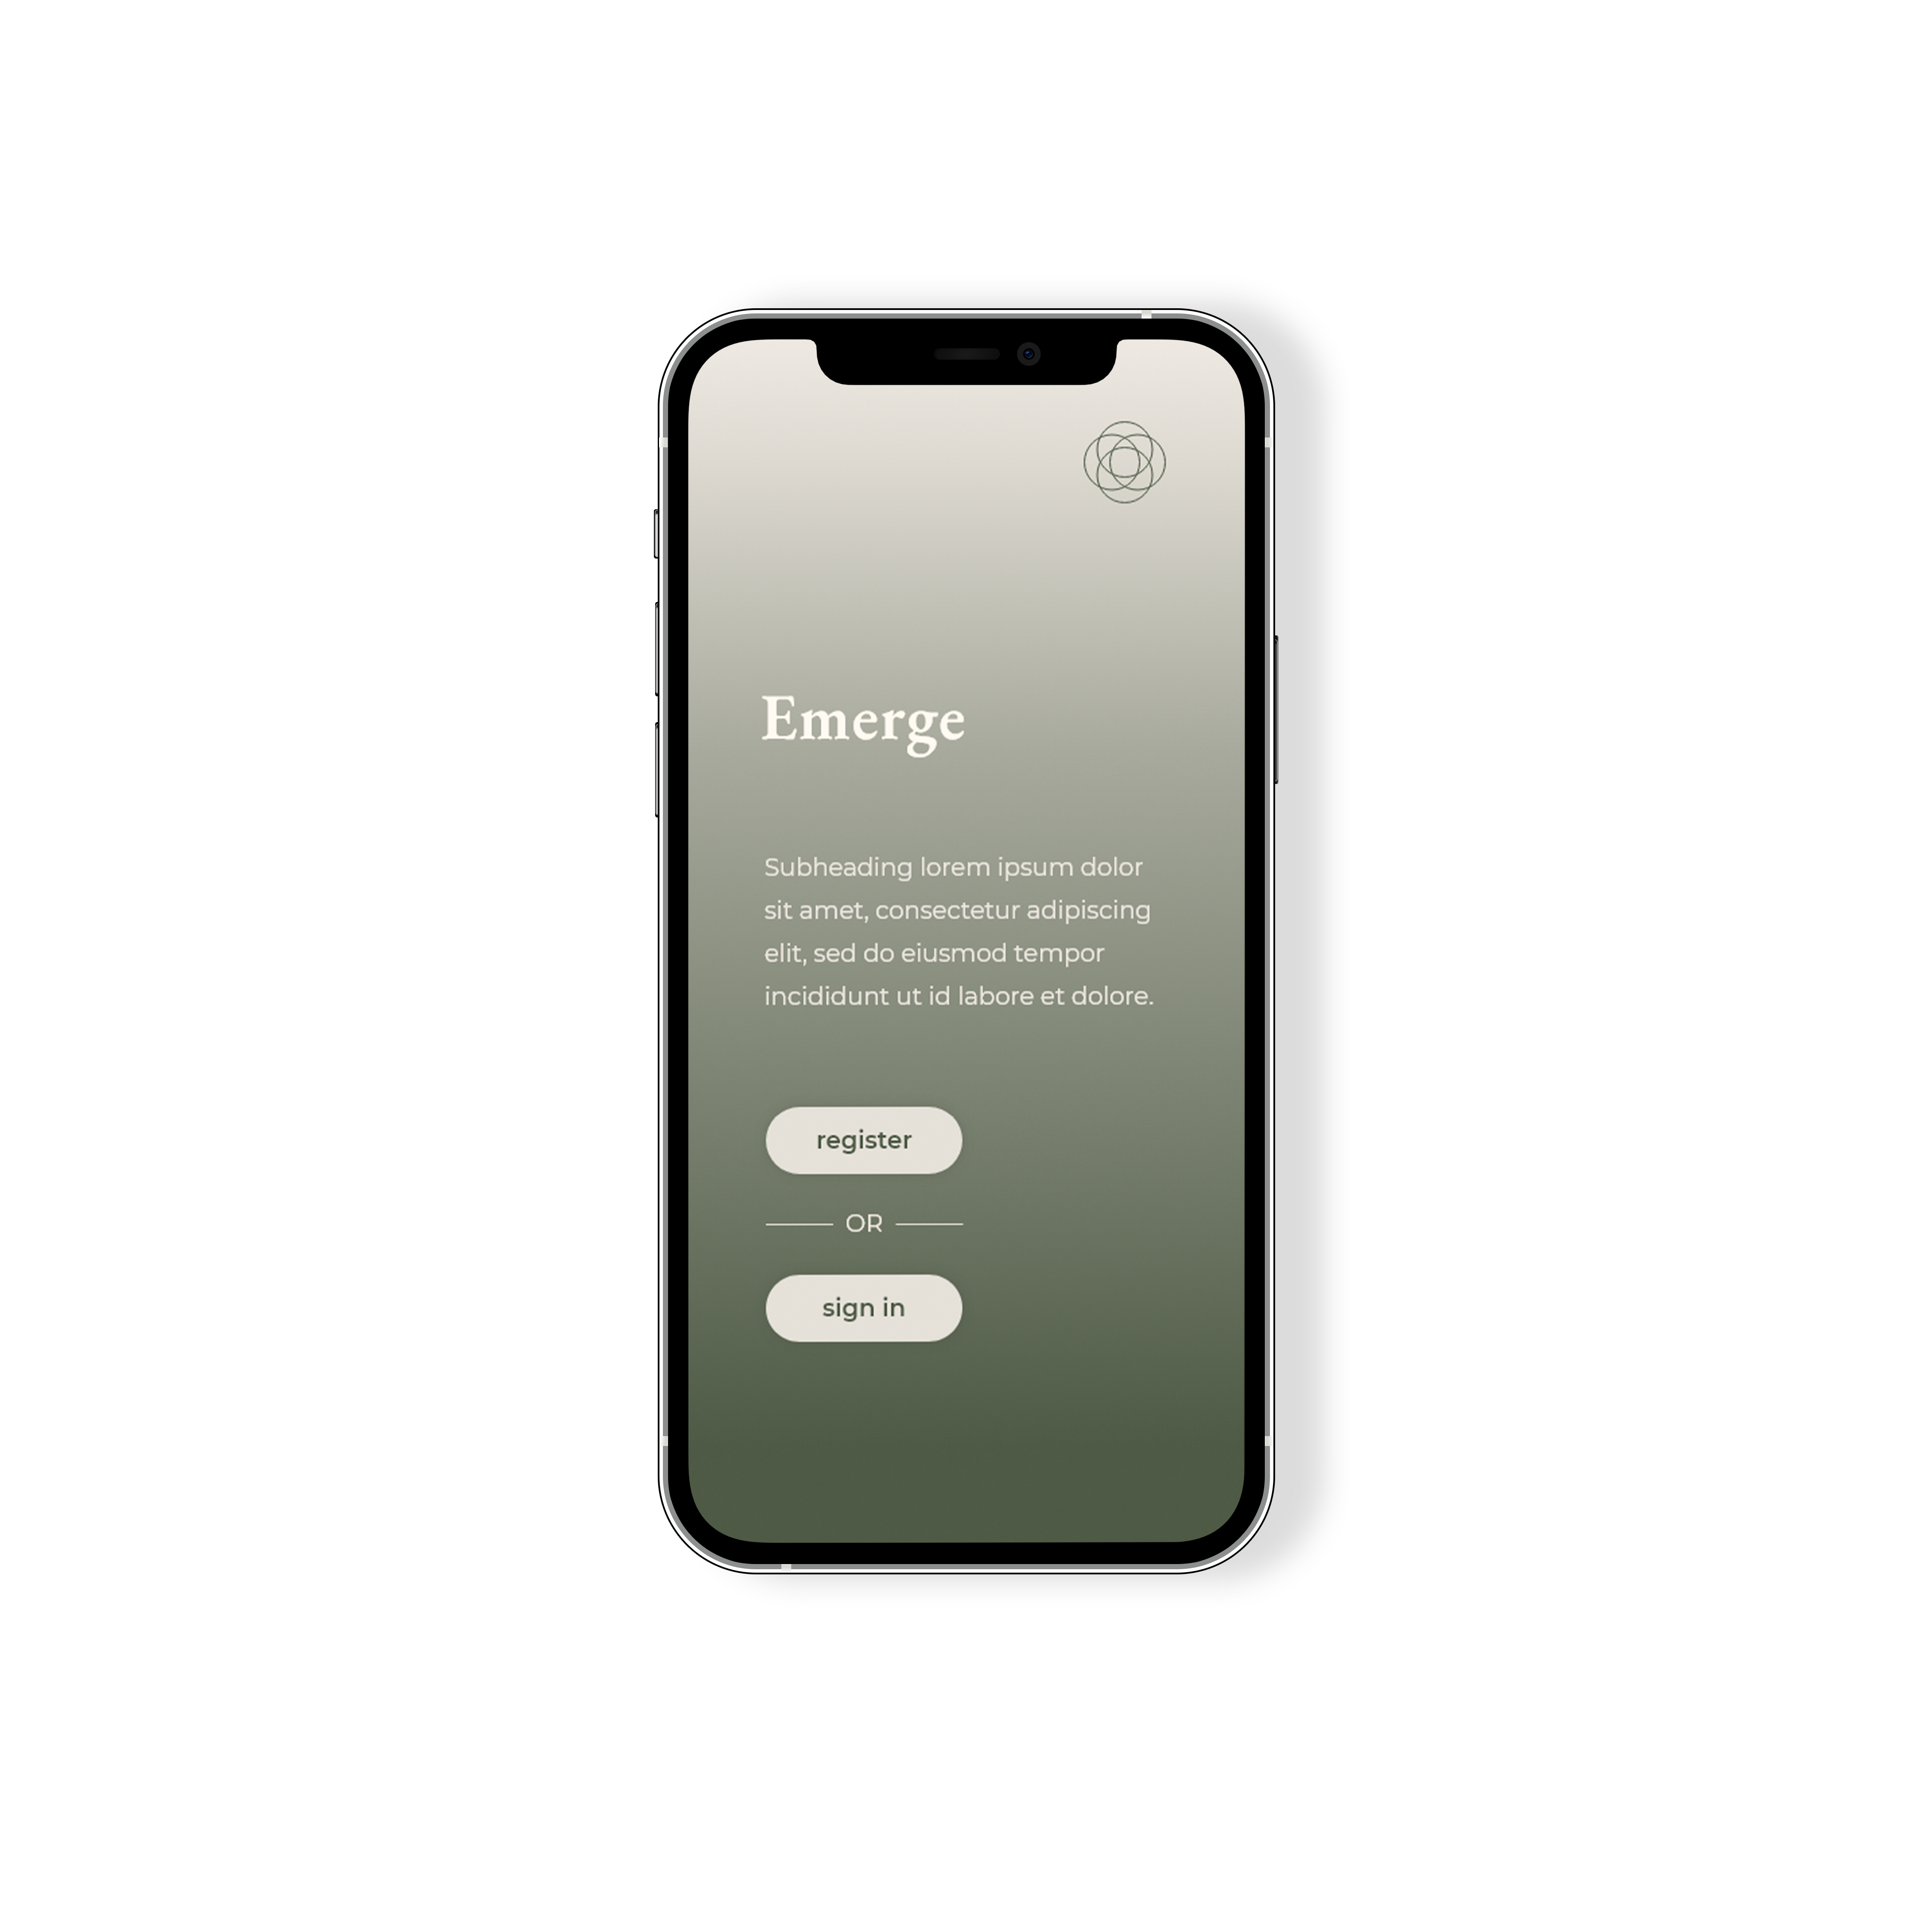 Emerge
Subheading lorem ipsum dolor
sit amet, consectetur adipiscing
elit, sed do eiusmod tempor
incididunt ut id labore et dolore.
register
OR
sign in